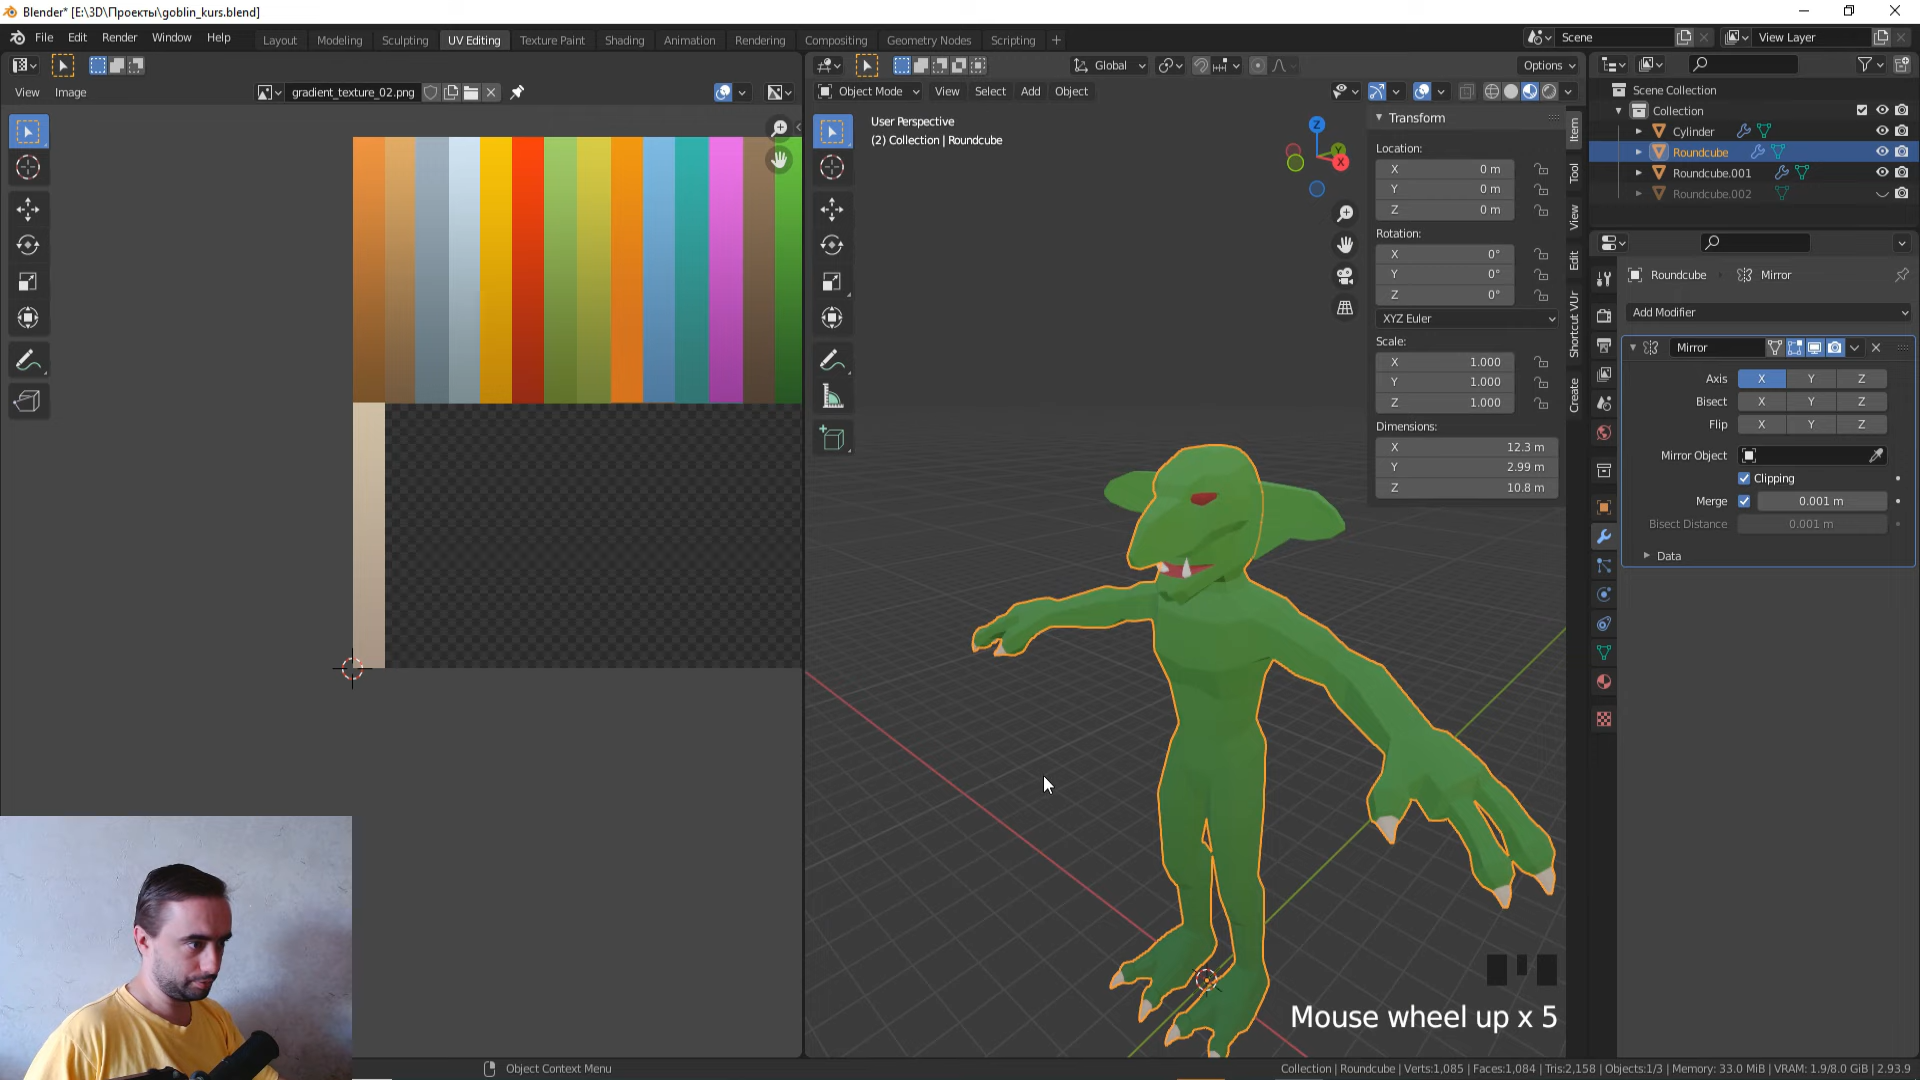 Blender* [E:\3D\Проекты\goblin_kurs.blend]
File Edit Render Window Help
Layout Modeling Sculpting UV Editing Texture Paint Shading Animation Rendering Compositing Geometry Nodes Scripting +
Scene
View Layer
Global
Options
View Image
gradient_texture_02.png
Object Mode View Select Add Object
User Perspective
(2) Collection | Roundcube
Z
Y
X
Transform
Location:
X 0 m
Y 0 m
Z 0 m
Rotation:
X 0°
Y 0°
Z 0°
XYZ Euler
Scale:
X 1.000
Y 1.000
Z 1.000
Dimensions:
X 12.3 m
Y 2.99 m
Z 10.8 m
Item
Tool
View
Edit
Shortcut VUr
Create
Scene Collection
Collection
Cylinder
Roundcube
Roundcube.001
Roundcube.002
Roundcube Mirror
Add Modifier
Mirror
Axis X Y Z
Bisect X Y Z
Flip X Y Z
Mirror Object
Clipping
Merge 0.001 m
Bisect Distance 0.001 m
Data
Mouse wheel up x 5
Object Context Menu
Collection | Roundcube | Verts:1,085 | Faces:1,084 | Tris:2,158 | Objects:1/3 | Memory: 33.0 MiB | VRAM: 1.9/8.0 GiB | 2.93.9